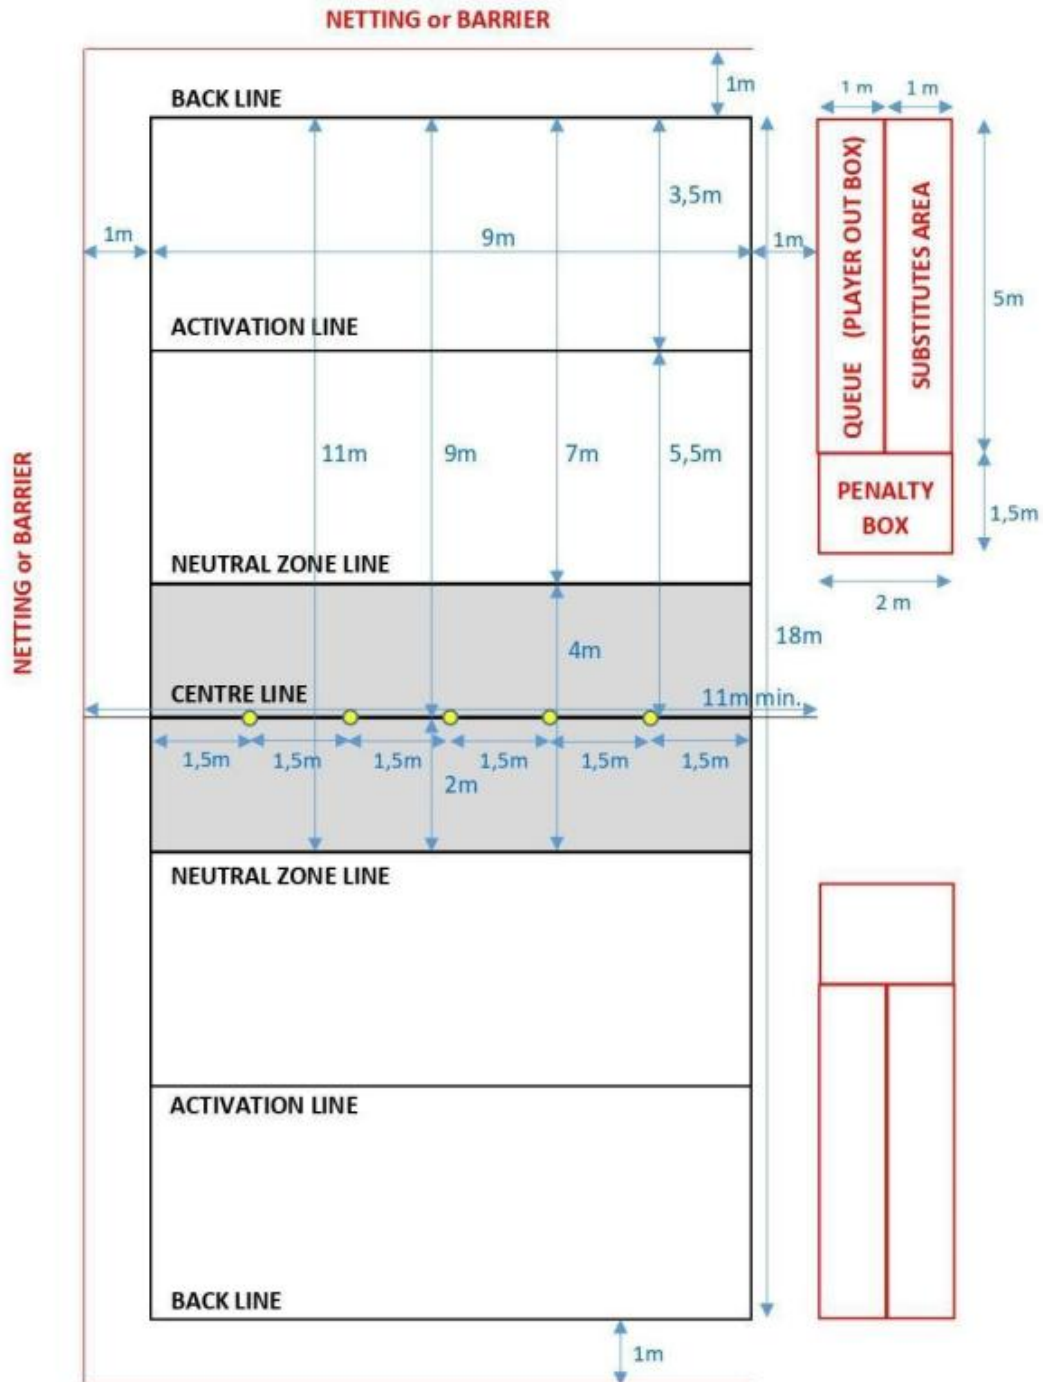 NETTING or BARRIER
1m
BACK LINE
1 m
1 m
3,5m
1m
9m
1m
QUEUE (PLAYER OUT BOX)
SUBSTITUTES AREA
5m
ACTIVATION LINE
NETTING or BARRIER
11m
9m
7m
5,5m
PENALTY
BOX
1,5m
NEUTRAL ZONE LINE
2 m
18m
4m
CENTRE LINE
11m min.
1,5m
1,5m
1,5m
1,5m
1,5m
1,5m
2m
NEUTRAL ZONE LINE
ACTIVATION LINE
BACK LINE
1m